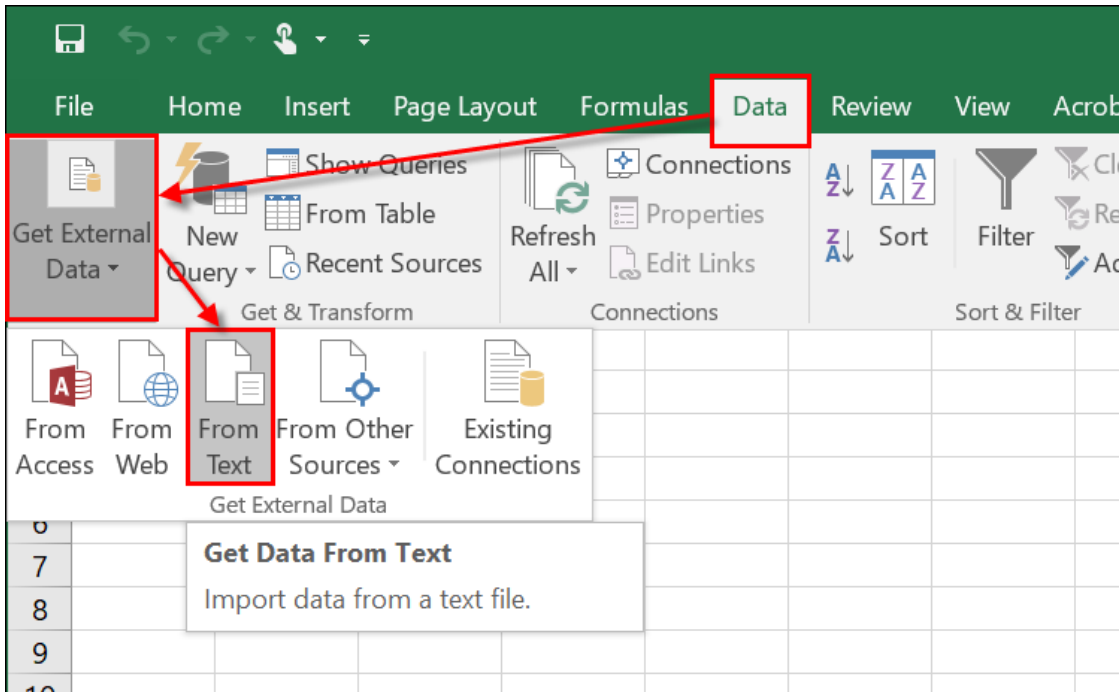 File Home Insert Page Layout Formulas Data Review View
Get External
Data
New
Query
Show Queries
From Table
Recent Sources
Get & Transform
Refresh
All
Connections
Properties
Edit Links
Connections
A
Z
Z
A
Z A
A Z
Sort
Filter
Sort & Filter
A
From
Access
From
Web
From
Text
From Other
Sources
Existing
Connections
Get External Data
Get Data From Text
Import data from a text file.
6
7
8
9
10